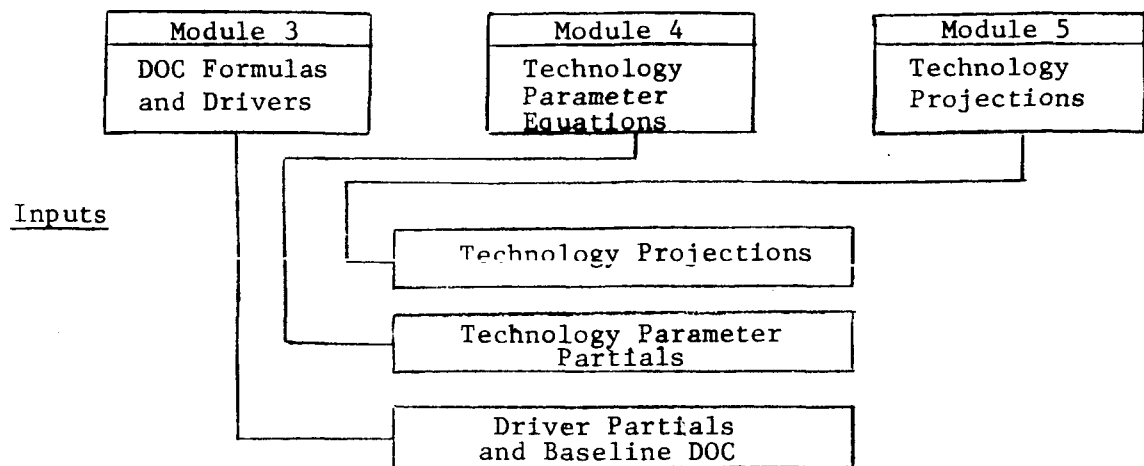 Module 3
DOC Formulas
and Drivers
Module 4
Technology
Parameter
Equations
Module 5
Technology
Projections
Inputs
Technology Projections
Technology Parameter
Partials
Driver Partials
and Baseline DOC